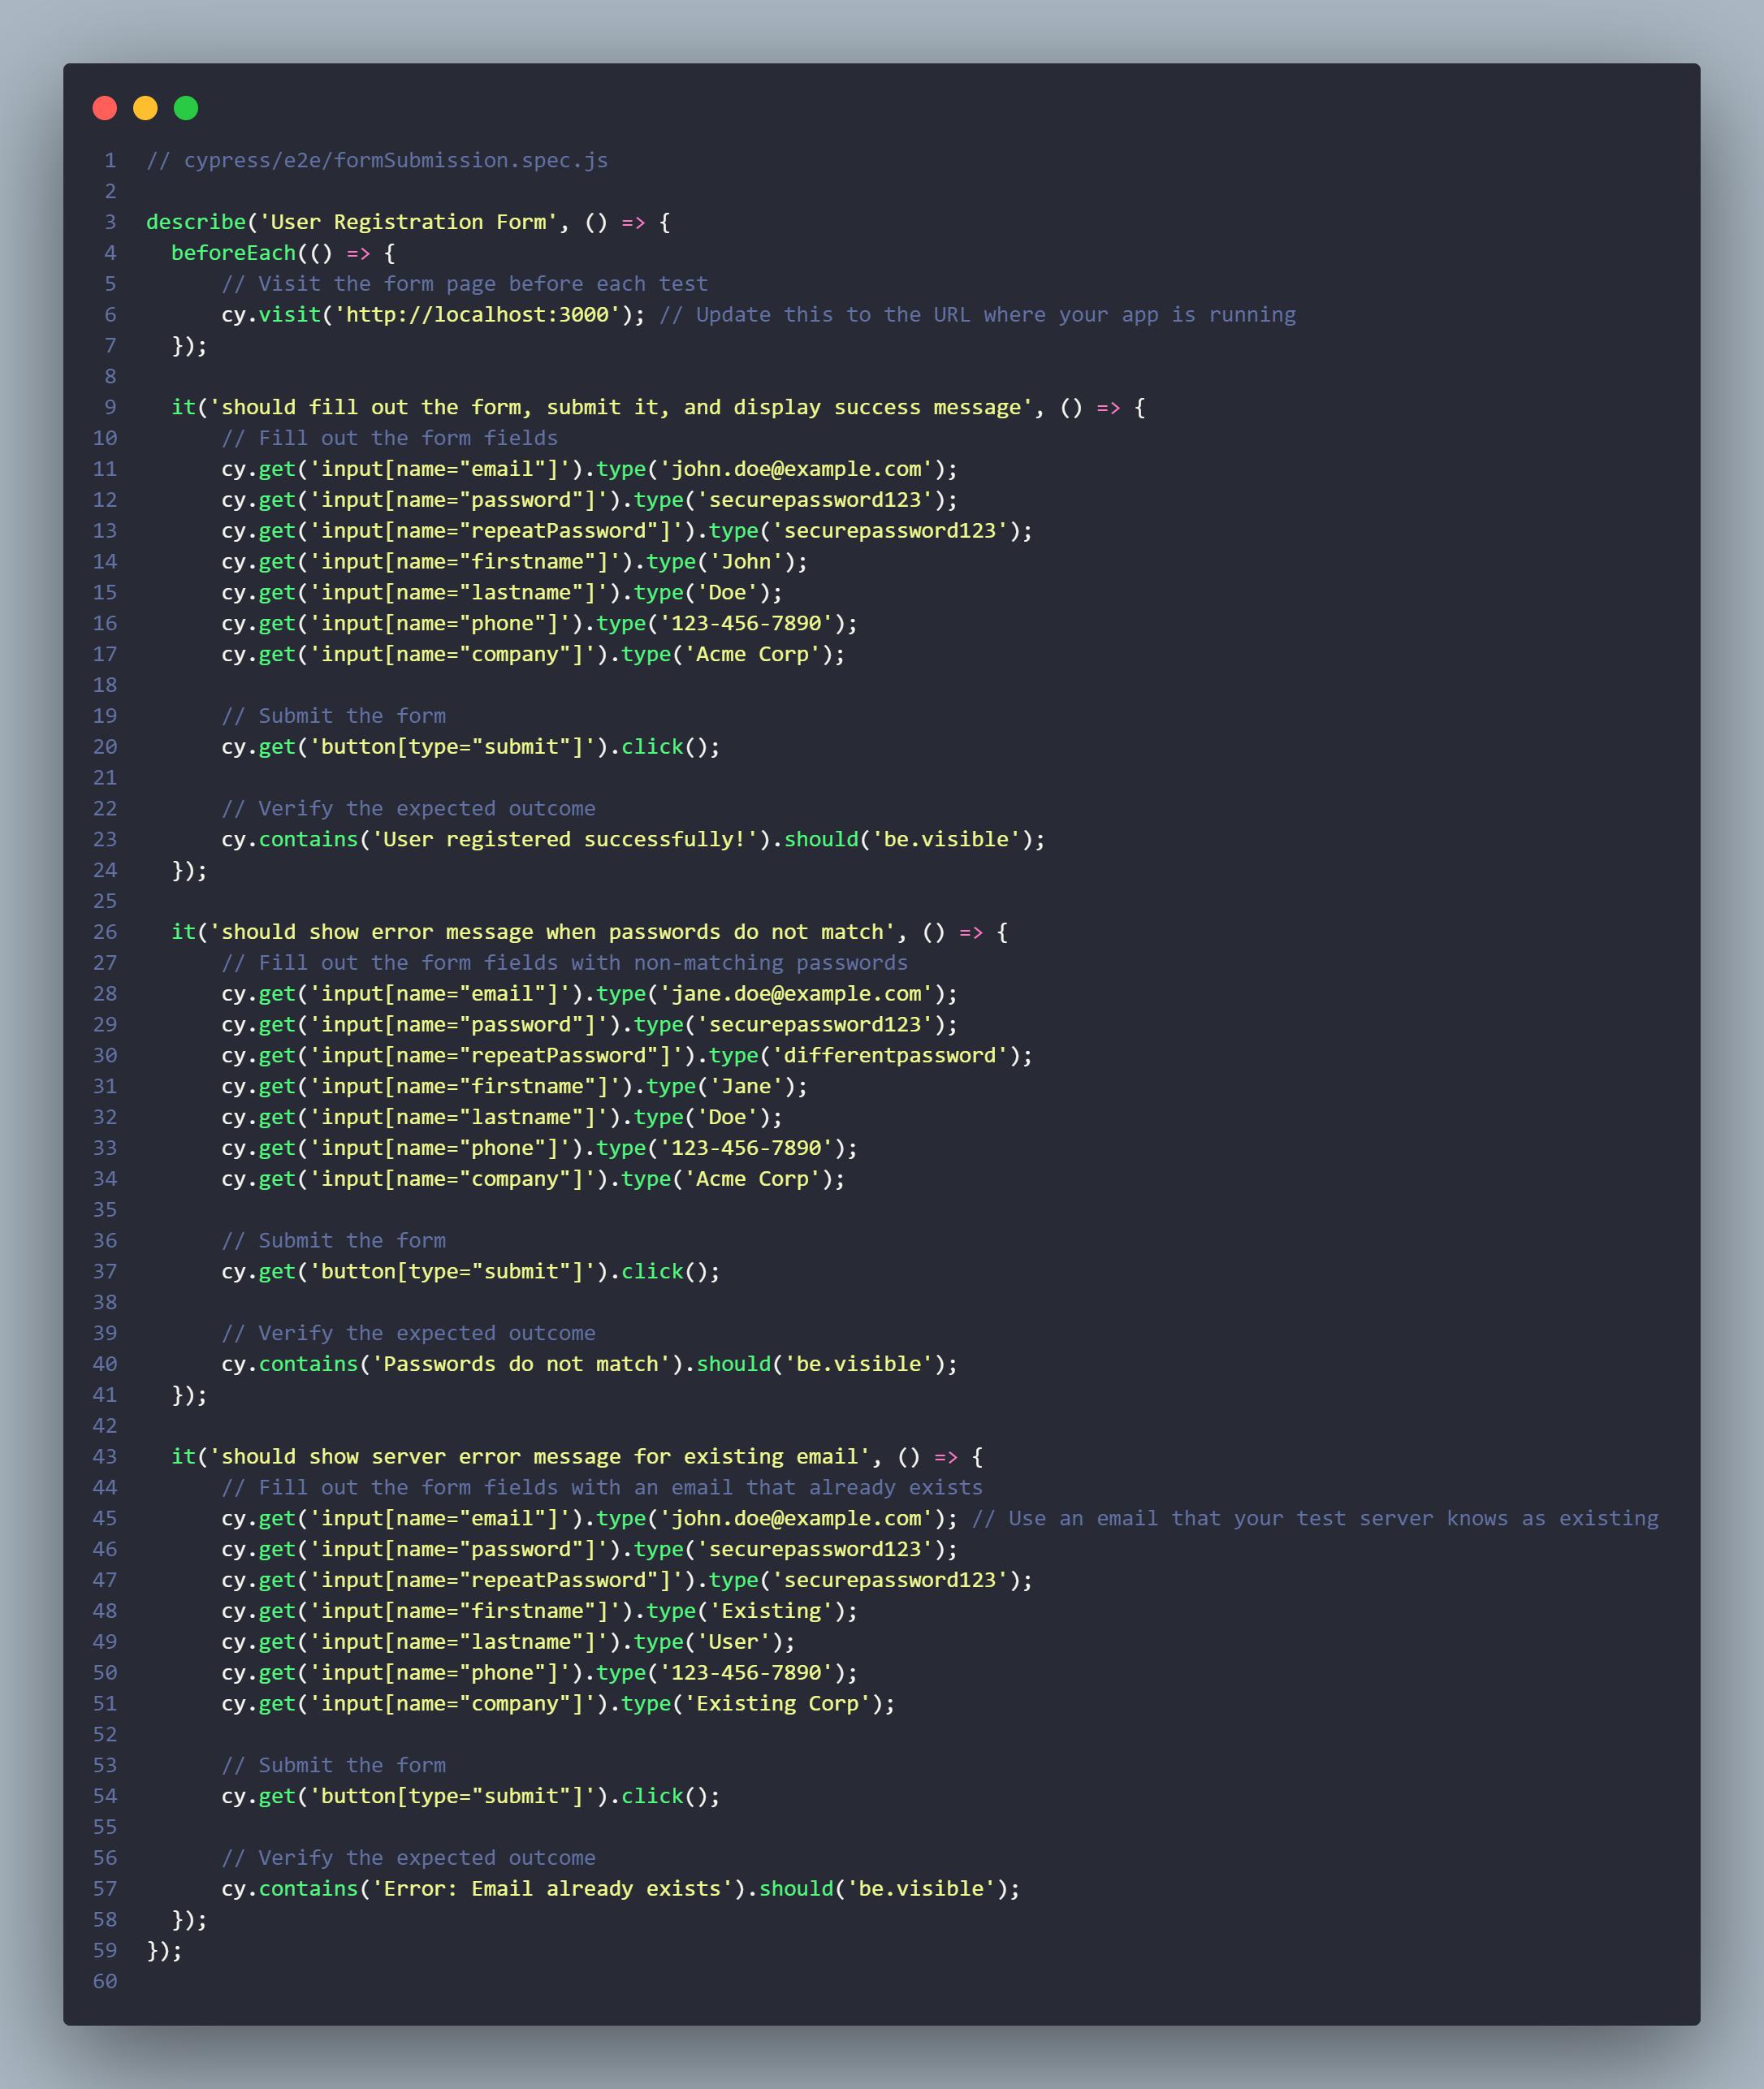 1 // cypress/e2e/formSubmission.spec.js
2
3 describe('User Registration Form', () => {
4   beforeEach(() => {
5       // Visit the form page before each test
6       cy.visit('http://localhost:3000'); // Update this to the URL where your app is running
7   });
8
9   it('should fill out the form, submit it, and display success message', () => {
10       // Fill out the form fields
11       cy.get('input[name="email"]').type('john.doe@example.com');
12       cy.get('input[name="password"]').type('securepassword123');
13       cy.get('input[name="repeatPassword"]').type('securepassword123');
14       cy.get('input[name="firstname"]').type('John');
15       cy.get('input[name="lastname"]').type('Doe');
16       cy.get('input[name="phone"]').type('123-456-7890');
17       cy.get('input[name="company"]').type('Acme Corp');
18
19       // Submit the form
20       cy.get('button[type="submit"]').click();
21
22       // Verify the expected outcome
23       cy.contains('User registered successfully!').should('be.visible');
24   });
25
26   it('should show error message when passwords do not match', () => {
27       // Fill out the form fields with non-matching passwords
28       cy.get('input[name="email"]').type('jane.doe@example.com');
29       cy.get('input[name="password"]').type('securepassword123');
30       cy.get('input[name="repeatPassword"]').type('differentpassword');
31       cy.get('input[name="firstname"]').type('Jane');
32       cy.get('input[name="lastname"]').type('Doe');
33       cy.get('input[name="phone"]').type('123-456-7890');
34       cy.get('input[name="company"]').type('Acme Corp');
35
36       // Submit the form
37       cy.get('button[type="submit"]').click();
38
39       // Verify the expected outcome
40       cy.contains('Passwords do not match').should('be.visible');
41   });
42
43   it('should show server error message for existing email', () => {
44       // Fill out the form fields with an email that already exists
45       cy.get('input[name="email"]').type('john.doe@example.com'); // Use an email that your test server knows as existing
46       cy.get('input[name="password"]').type('securepassword123');
47       cy.get('input[name="repeatPassword"]').type('securepassword123');
48       cy.get('input[name="firstname"]').type('Existing');
49       cy.get('input[name="lastname"]').type('User');
50       cy.get('input[name="phone"]').type('123-456-7890');
51       cy.get('input[name="company"]').type('Existing Corp');
52
53       // Submit the form
54       cy.get('button[type="submit"]').click();
55
56       // Verify the expected outcome
57       cy.contains('Error: Email already exists').should('be.visible');
58   });
59 });
60